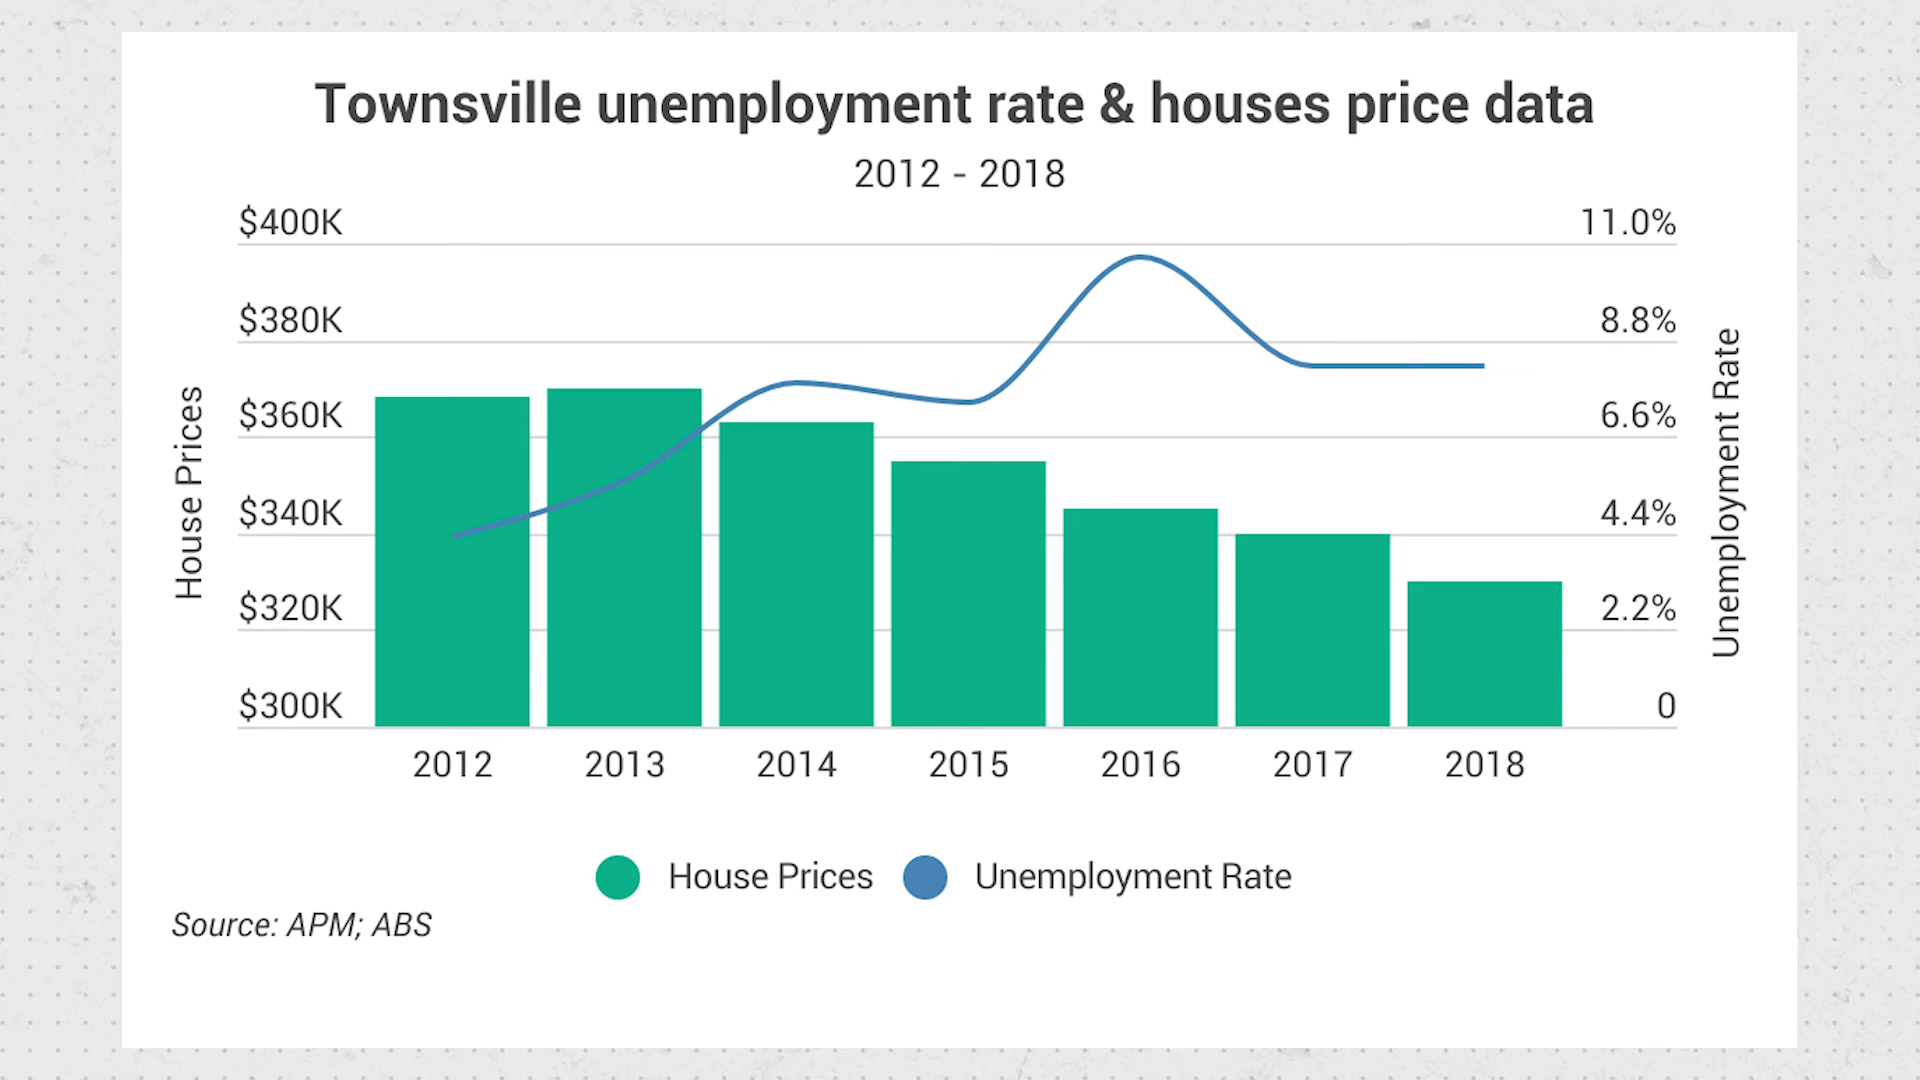 Townsville unemployment rate & houses price data
2012 - 2018
$400K
11.0%
$380K
8.8%
$360K
6.6%
$340K
4.4%
$320K
2.2%
$300K
0
House Prices
Unemployment Rate
2012 2013 2014 2015 2016 2017 2018
House Prices Unemployment Rate
Source: APM; ABS